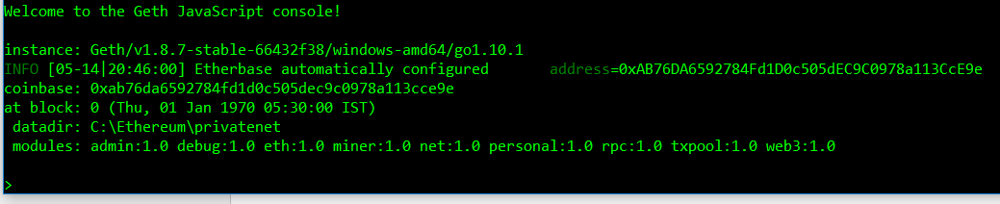 Welcome to the Geth JavaScript console!
instance: Geth/v1.8.7-stable-66432f38/windows-amd64/go1.10.1
INFO [05-14|20:46:00] Etherbase automatically configured address=0xAB76DA6592784Fd1D0c505dEC9C0978a113CcE9e
coinbase: 0xab76da6592784fd1d0c505dec9c0978a113cce9e
at block: 0 (Thu, 01 Jan 1970 05:30:00 IST)
datadir: C:\Ethereum\privatenet
modules: admin:1.0 debug:1.0 eth:1.0 miner:1.0 net:1.0 personal:1.0 rpc:1.0 txpool:1.0 web3:1.0
>